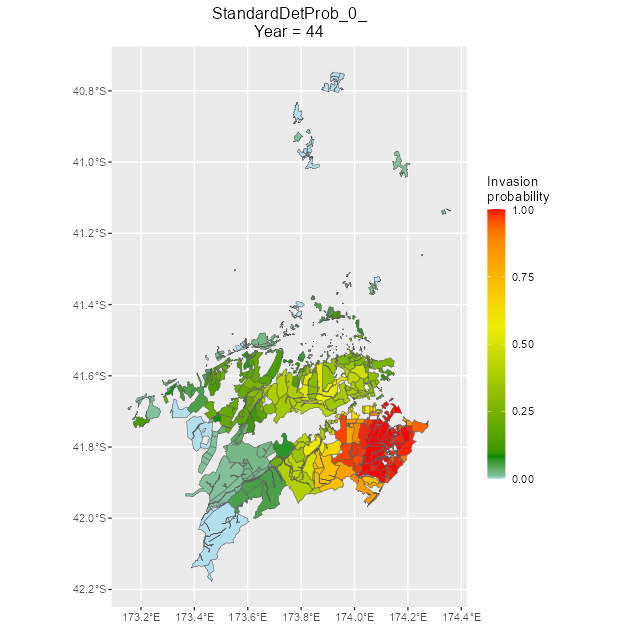 StandardDetProb_0_
Year = 44
40.8°S
41.0°S
41.2°S
41.4°S
41.6°S
41.8°S
42.0°S
42.2°S
173.2°E 173.4°E 173.6°E 173.8°E 174.0°E 174.2°E 174.4°E
Invasion
probability
1.00
0.75
0.50
0.25
0.00